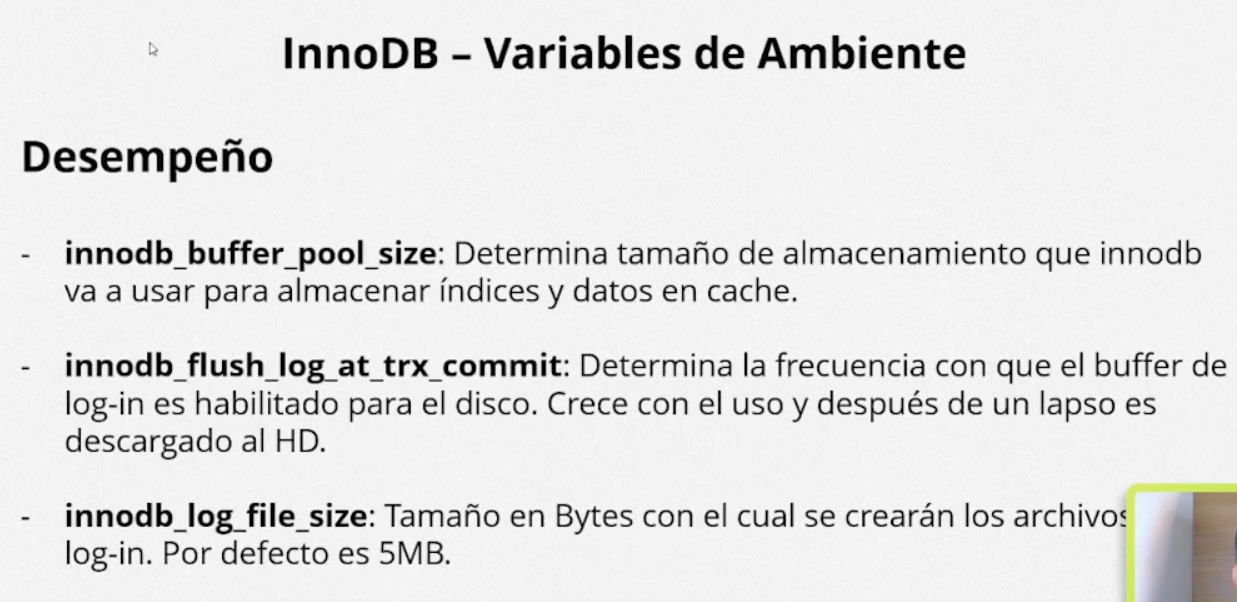 InnoDB – Variables de Ambiente
Desempeño
- innodb_buffer_pool_size: Determina tamaño de almacenamiento que innodb
va a usar para almacenar índices y datos en cache.
- innodb_flush_log_at_trx_commit: Determina la frecuencia con que el buffer de
log-in es habilitado para el disco. Crece con el uso y después de un lapso es
descargado al HD.
- innodb_log_file_size: Tamaño en Bytes con el cual se crearán los archivos
log-in. Por defecto es 5MB.